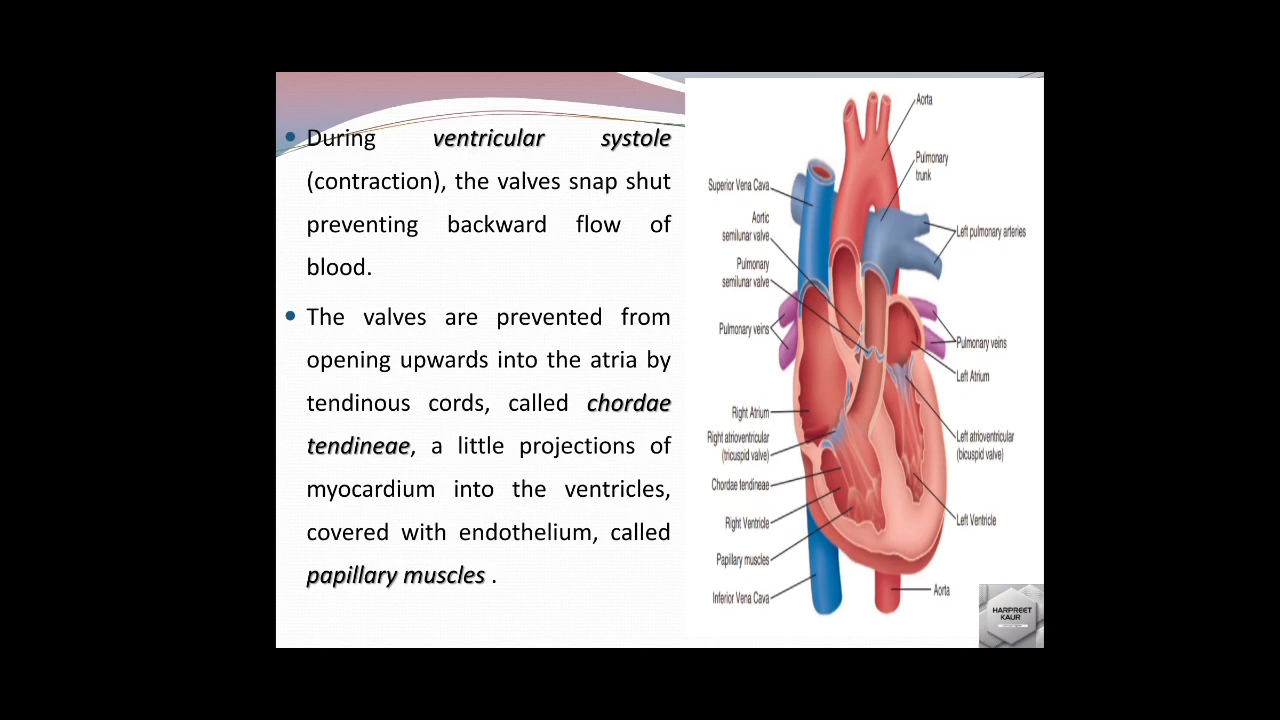 During ventricular systole
(contraction), the valves snap shut
preventing backward flow of
blood.
The valves are prevented from
opening upwards into the atria by
tendinous cords, called chordae
tendineae, a little projections of
myocardium into the ventricles,
covered with endothelium, called
papillary muscles .
Aorta
Pulmonary
trunk
Superior Vena Cava
Aortic
semilunar valve
Left pulmonary arteries
Pulmonary
semilunar valve
Pulmonary veins
Pulmonary veins
Left Atrium
Right Atrium
Right atrioventricular
(tricuspid valve)
Left atrioventricular
(bicuspid valve)
Chordae tendineae
Right Ventricle
Left Ventricle
Papillary muscles
Inferior Vena Cava
Aorta
HARPREET
KAUR